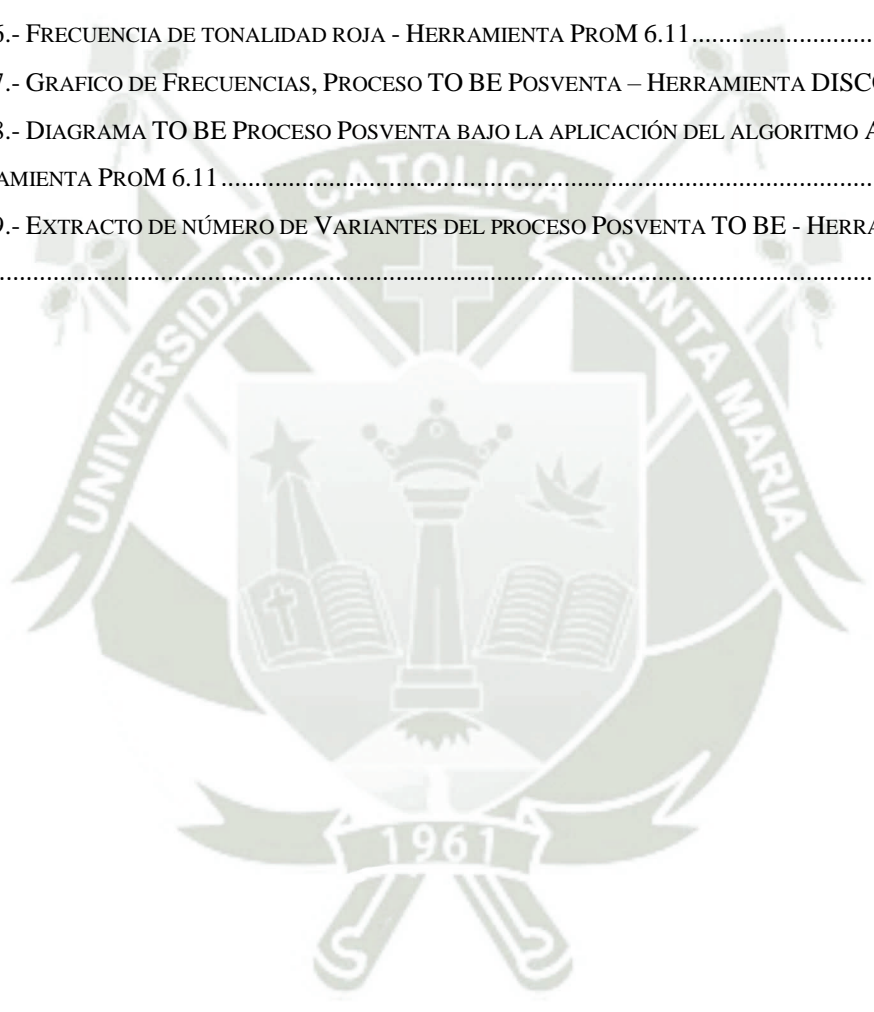 6.- FRECUENCIA DE TONALIDAD ROJA - HERRAMIENTA PROM 6.11
7.- GRAFICO DE FRECUENCIAS, PROCESO TO BE POSVENTA – HERRAMIENTA DISCO
8.- DIAGRAMA TO BE PROCESO POSVENTA BAJO LA APLICACIÓN DEL ALGORITMO A
AMIENTA PROM 6.11
9.- EXTRACTO DE NÚMERO DE VARIANTES DEL PROCESO POSVENTA TO BE - HERRA
UNIVERSIDAD CATOLICA SANTA MARIA
1961